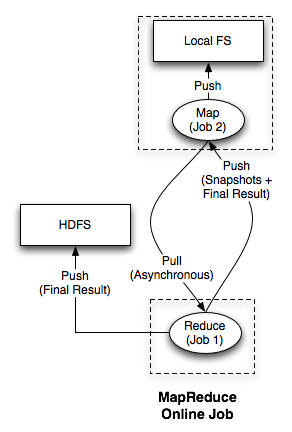 Local FS
Push
Map
(Job 2)
Push
(Snapshots +
Final Result)
HDFS
Pull
(Asynchronous)
Push
(Final Result)
Reduce
(Job 1)
MapReduce
Online Job